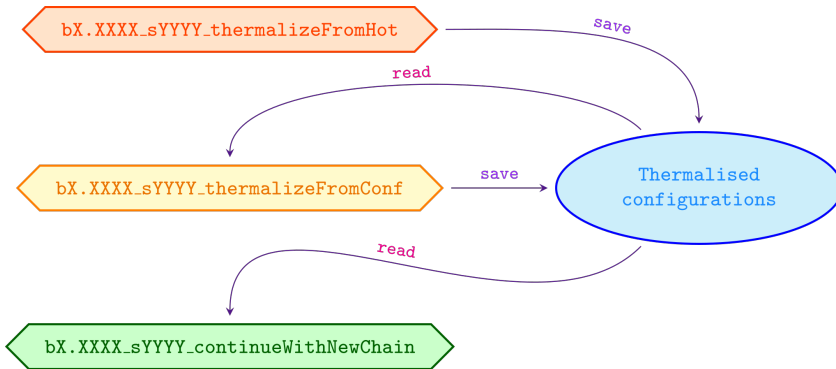 bX.XXXX_sYYYY_thermalizeFromHot
save
read
bX.XXXX_sYYYY_thermalizeFromConf
save
Thermalised
configurations
read
bX.XXXX_sYYYY_continueWithNewChain